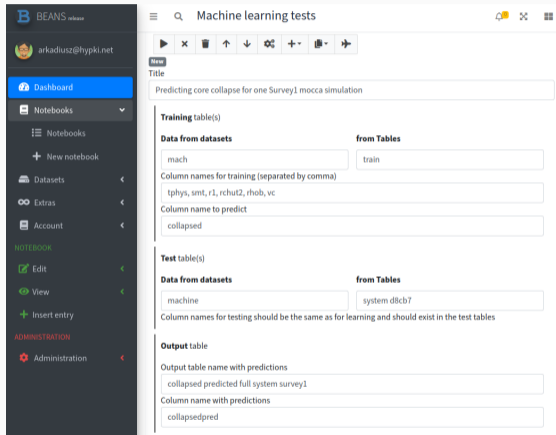 BEANS release
Machine learning tests
arkadiusz@hypki.net
New
Title
Dashboard
Predicting core collapse for one Survey1 mocca simulation
Notebooks
Training table(s)
Notebooks
Data from datasets from Tables
New notebook
mach train
Datasets
Column names for training (separated by comma)
Extras
tphys, smt, r1, rchut2, rhob, vc
Account
Column name to predict
collapsed
NOTEBOOK
Edit
Test table(s)
View
Data from datasets from Tables
Insert entry
machine system d8cb7
Column names for testing should be the same as for learning and should exist in the test tables
ADMINISTRATION
Administration
Output table
Output table name with predictions
collapsed predicted full system survey1
Column name with predictions
collapsedpred